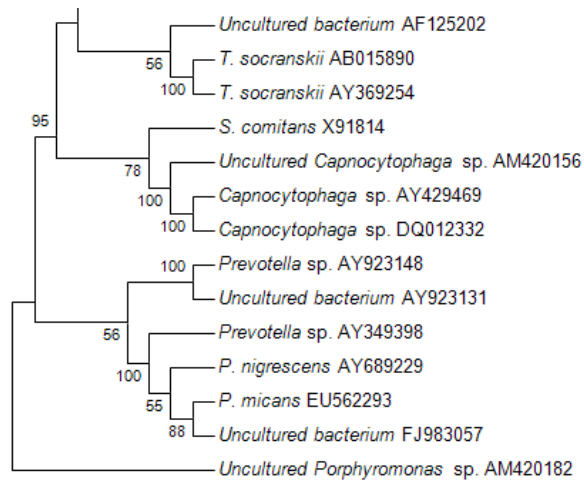 Uncultured bacterium AF125202
56
T. socranskii AB015890
100
T. socranskii AY369254
95
S. comitans X91814
78
Uncultured Capnocytophaga sp. AM420156
100
Capnocytophaga sp. AY429469
100
Capnocytophaga sp. DQ012332
100
Prevotella sp. AY923148
Uncultured bacterium AY923131
56
Prevotella sp. AY349398
100
P. nigrescens AY689229
55
P. micans EU562293
88
Uncultured bacterium FJ983057
Uncultured Porphyromonas sp. AM420182